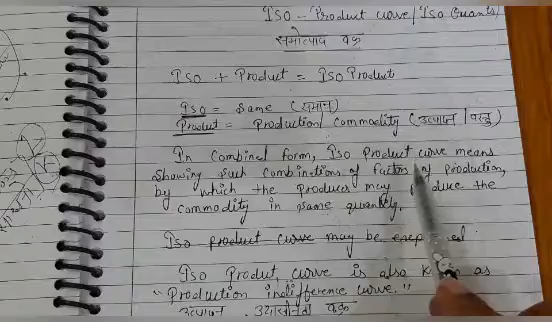 Iso - Product curve / Iso Quants
समोत्पाद वक्र
Iso + Product = Iso Product
Iso = Same (समान)
Product = Production / Commodity (उत्पादन / वस्तु)
In Combined form, Iso product curve means
showing such combinations of factors of production,
by which the producer may produce the
commodity in same quantity.
Iso product curve may be
Iso Product curve is also known as
"Production indifference curve."
उत्पादन उदासीनता वक्र